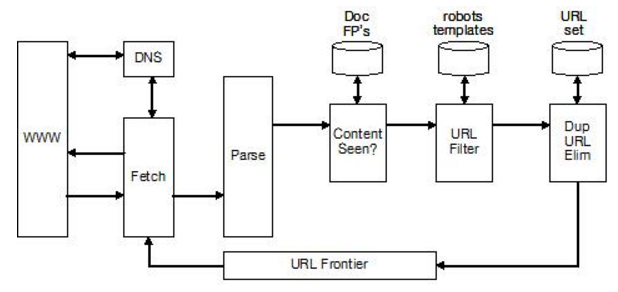 Doc
FP's
robots
templates
URL
set
DNS
WWW
Content
Seen?
URL
Filter
Dup
URL
Elim
Parse
Fetch
URL Frontier